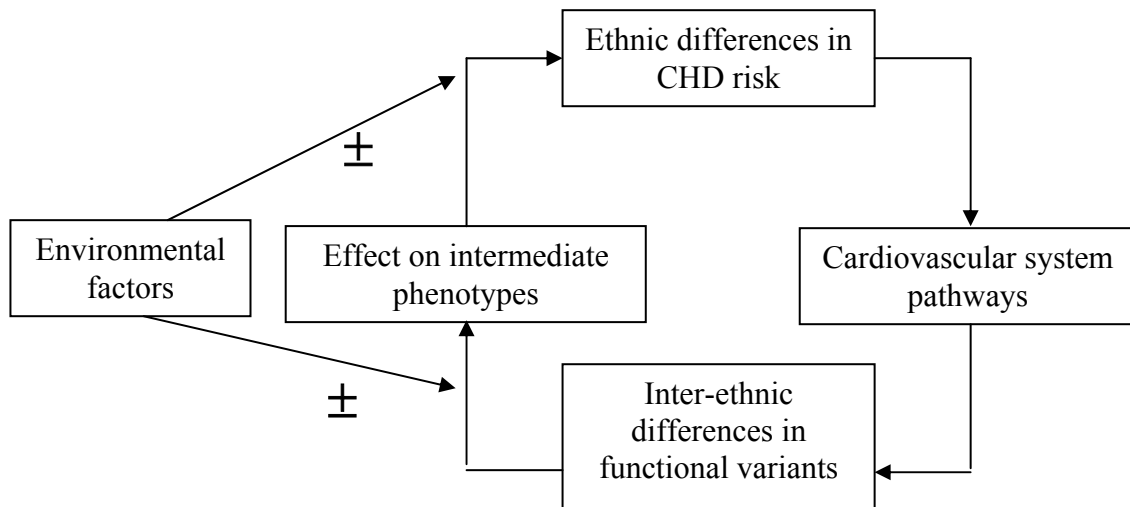 Ethnic differences in
CHD risk
±
Environmental
factors
Effect on intermediate
phenotypes
Cardiovascular system
pathways
±
Inter-ethnic
differences in
functional variants